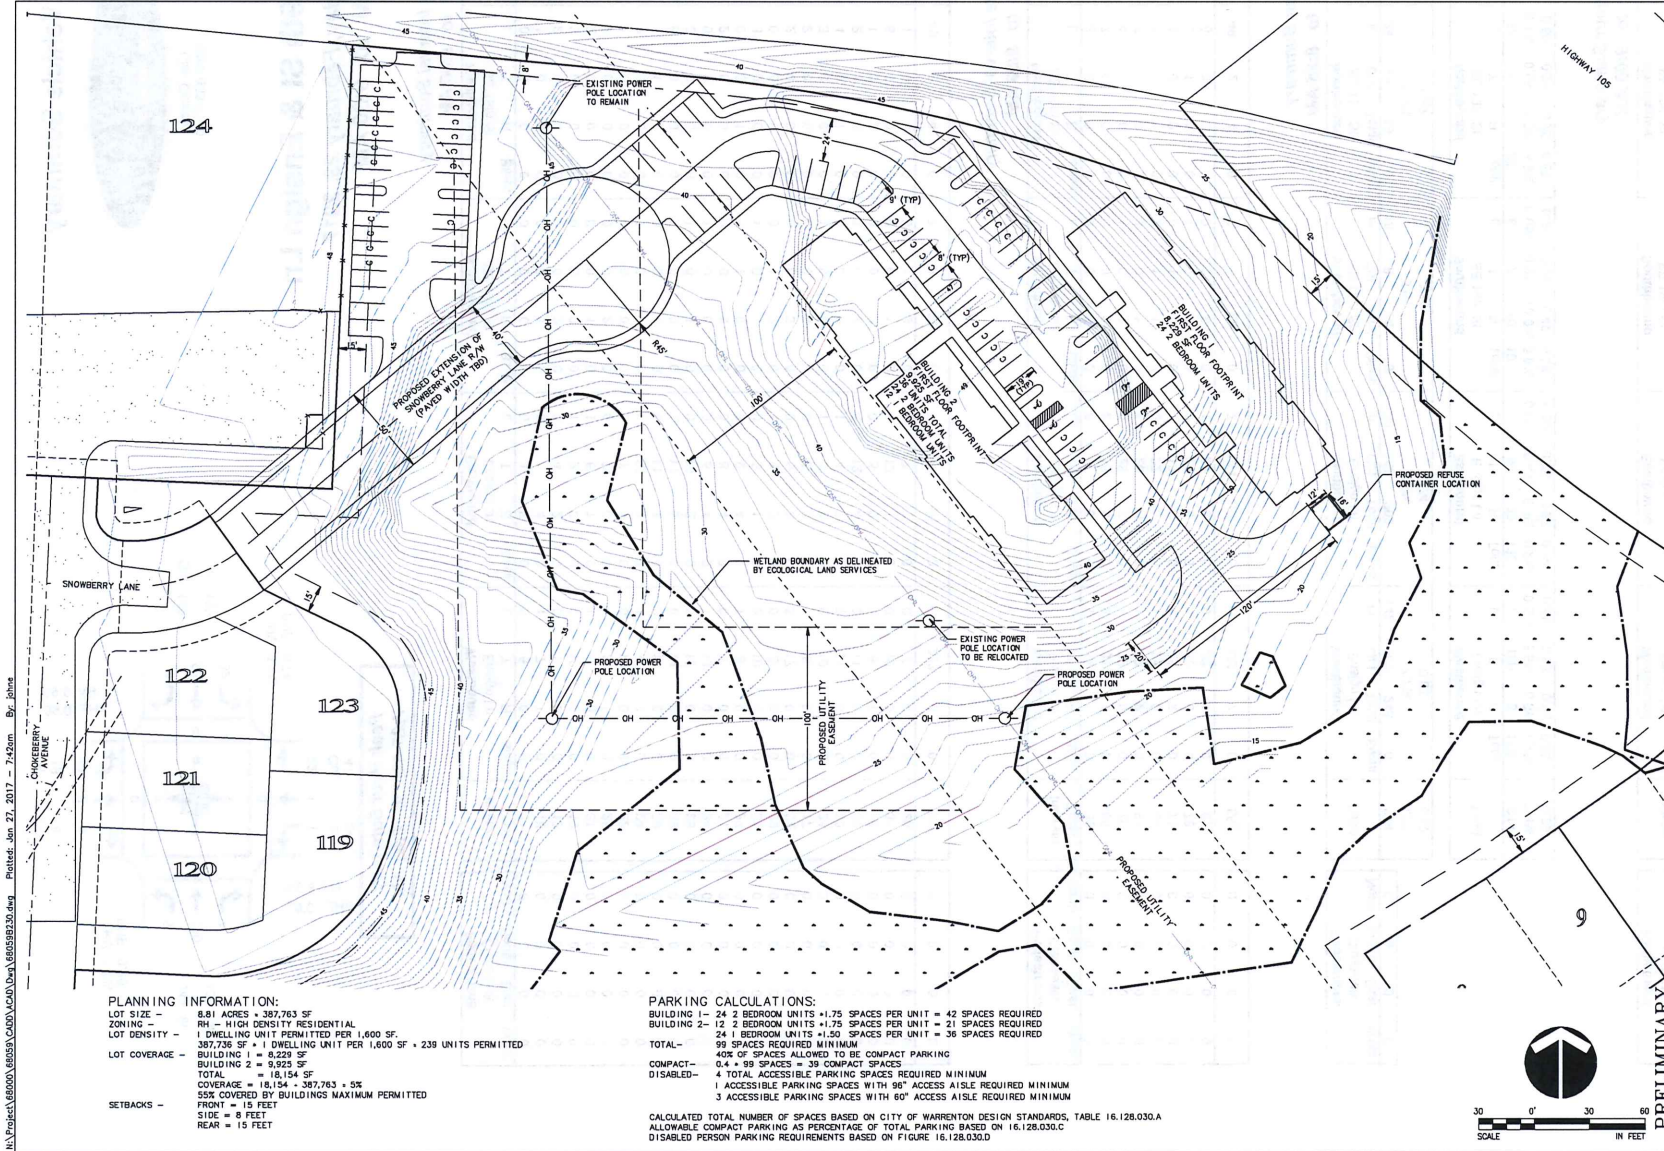 HIGHWAY 105
EXISTING POWER
POLE LOCATION
TO REMAIN
124
8'
24'
9' (TYP)
8' (TYP)
15'
BUILDING 1
FIRST FLOOR FOOTPRINT
8,229 SF
24 2 BEDROOM UNITS
PROPOSED EXTENSION OF
SNOWBERRY LANE R/W
(PAVED WIDTH TBD)
40'
R45'
50'
15'
100'
BUILDING 2
FIRST FLOOR FOOTPRINT
9,925 SF
36 UNITS TOTAL
24 2 BEDROOM UNITS
12 1 BEDROOM UNITS
PROPOSED REFUSE
CONTAINER LOCATION
12'
16'
SNOWBERRY LANE
15'
WETLAND BOUNDARY AS DELINEATED
BY ECOLOGICAL LAND SERVICES
120'
20'
EXISTING POWER
POLE LOCATION
TO BE RELOCATED
PROPOSED POWER
POLE LOCATION
PROPOSED POWER
POLE LOCATION
100'
PROPOSED UTILITY
EASEMENT
PROPOSED UTILITY
EASEMENT
CHOKEBERRY
AVENUE
122
123
121
119
120
15'
9
N:\Project\68000\68059\CADD\ACAD\Dwg\68059B230.dwg Plotted: Jan 27, 2017 - 7:42am By: johne
PLANNING INFORMATION:
LOT SIZE - 8.81 ACRES = 387,763 SF
ZONING - RH - HIGH DENSITY RESIDENTIAL
LOT DENSITY - 1 DWELLING UNIT PERMITTED PER 1,600 SF.
387,736 SF * 1 DWELLING UNIT PER 1,600 SF = 239 UNITS PERMITTED
LOT COVERAGE - BUILDING 1 = 8,229 SF
BUILDING 2 = 9,925 SF
TOTAL = 18,154 SF
COVERAGE = 18,154 ÷ 387,763 = 5%
55% COVERED BY BUILDINGS MAXIMUM PERMITTED
SETBACKS - FRONT = 15 FEET
SIDE = 8 FEET
REAR = 15 FEET
PARKING CALCULATIONS:
BUILDING 1- 24 2 BEDROOM UNITS *1.75 SPACES PER UNIT = 42 SPACES REQUIRED
BUILDING 2- 12 2 BEDROOM UNITS *1.75 SPACES PER UNIT = 21 SPACES REQUIRED
24 1 BEDROOM UNITS *1.50 SPACES PER UNIT = 36 SPACES REQUIRED
TOTAL- 99 SPACES REQUIRED MINIMUM
40% OF SPACES ALLOWED TO BE COMPACT PARKING
COMPACT- 0.4 * 99 SPACES = 39 COMPACT SPACES
DISABLED- 4 TOTAL ACCESSIBLE PARKING SPACES REQUIRED MINIMUM
1 ACCESSIBLE PARKING SPACES WITH 96" ACCESS AISLE REQUIRED MINIMUM
3 ACCESSIBLE PARKING SPACES WITH 60" ACCESS AISLE REQUIRED MINIMUM
CALCULATED TOTAL NUMBER OF SPACES BASED ON CITY OF WARRENTON DESIGN STANDARDS, TABLE 16.128.030.A
ALLOWABLE COMPACT PARKING AS PERCENTAGE OF TOTAL PARKING BASED ON 16.128.030.C
DISABLED PERSON PARKING REQUIREMENTS BASED ON FIGURE 16.128.030.D
30 0' 30 60
SCALE IN FEET
PRELIMINARY